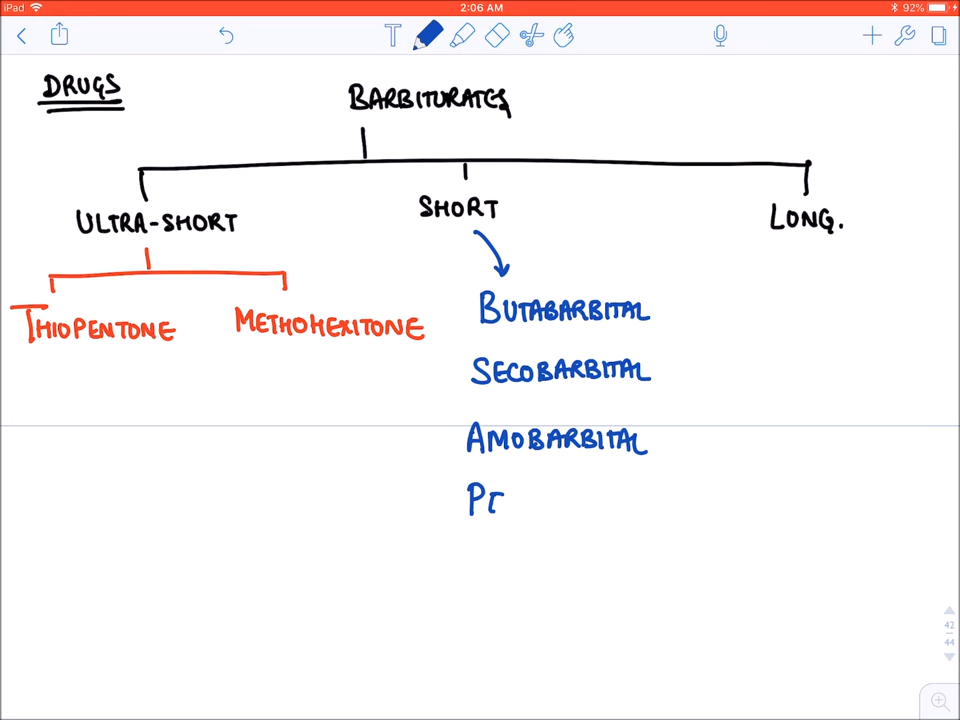 iPad 2:06 AM 92%
T
DRUGS
BARBITURATES
ULTRA-SHORT SHORT LONG.
THIOPENTONE METHOHEXITONE
BUTABARBITAL
SECOBARBITAL
AMOBARBITAL
42
44